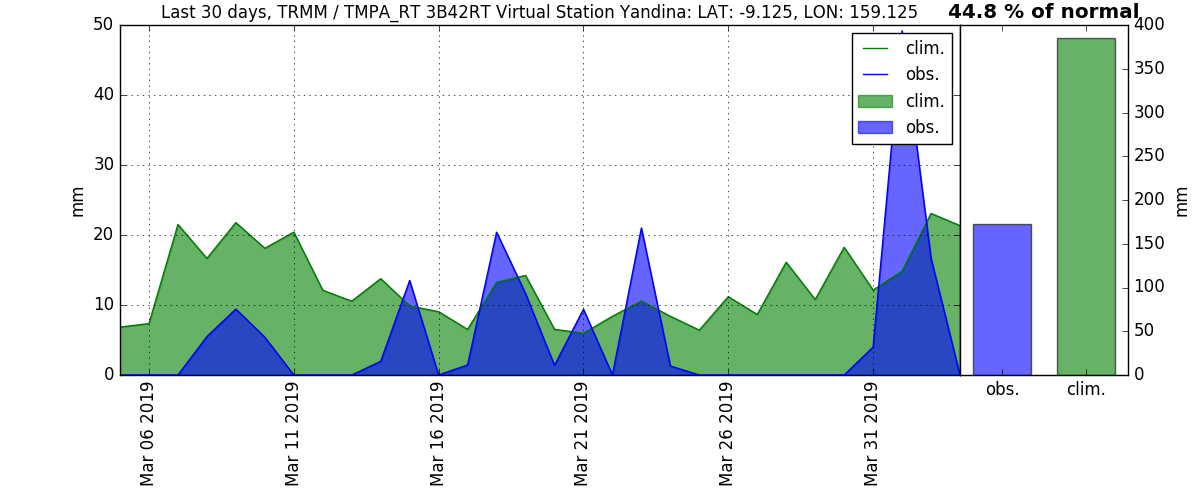 Last 30 days, TRMM / TMPA_RT 3B42RT Virtual Station Yandina: LAT: -9.125, LON: 159.125
44.8 % of normal
50
40
30
20
10
0
mm
clim.
obs.
clim.
obs.
Mar 06 2019
Mar 11 2019
Mar 16 2019
Mar 21 2019
Mar 26 2019
Mar 31 2019
400
350
300
250
200
150
100
50
0
mm
obs.
clim.